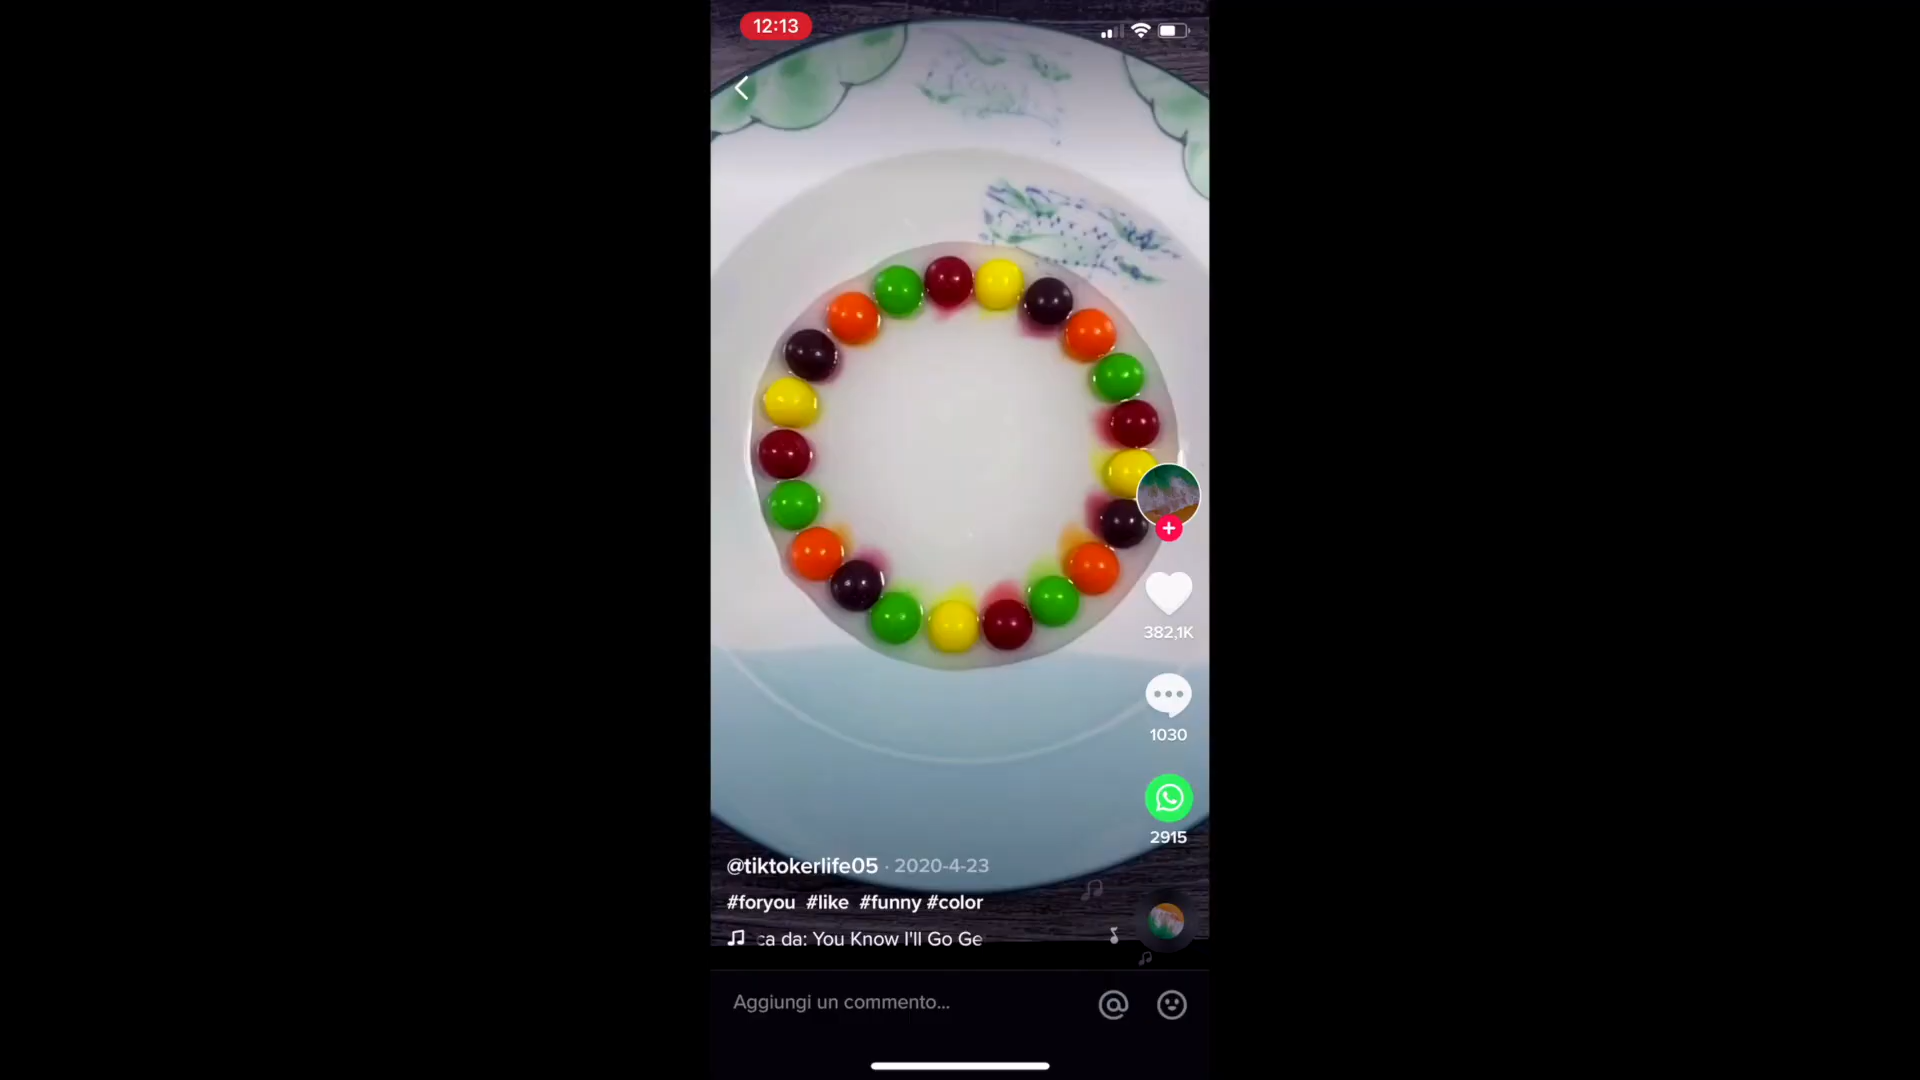 12:13
382,1K
1030
2915
@tiktokerlife05 · 2020-4-23
#foryou #like #funny #color
ca da: You Know I'll Go Ge
Aggiungi un commento...